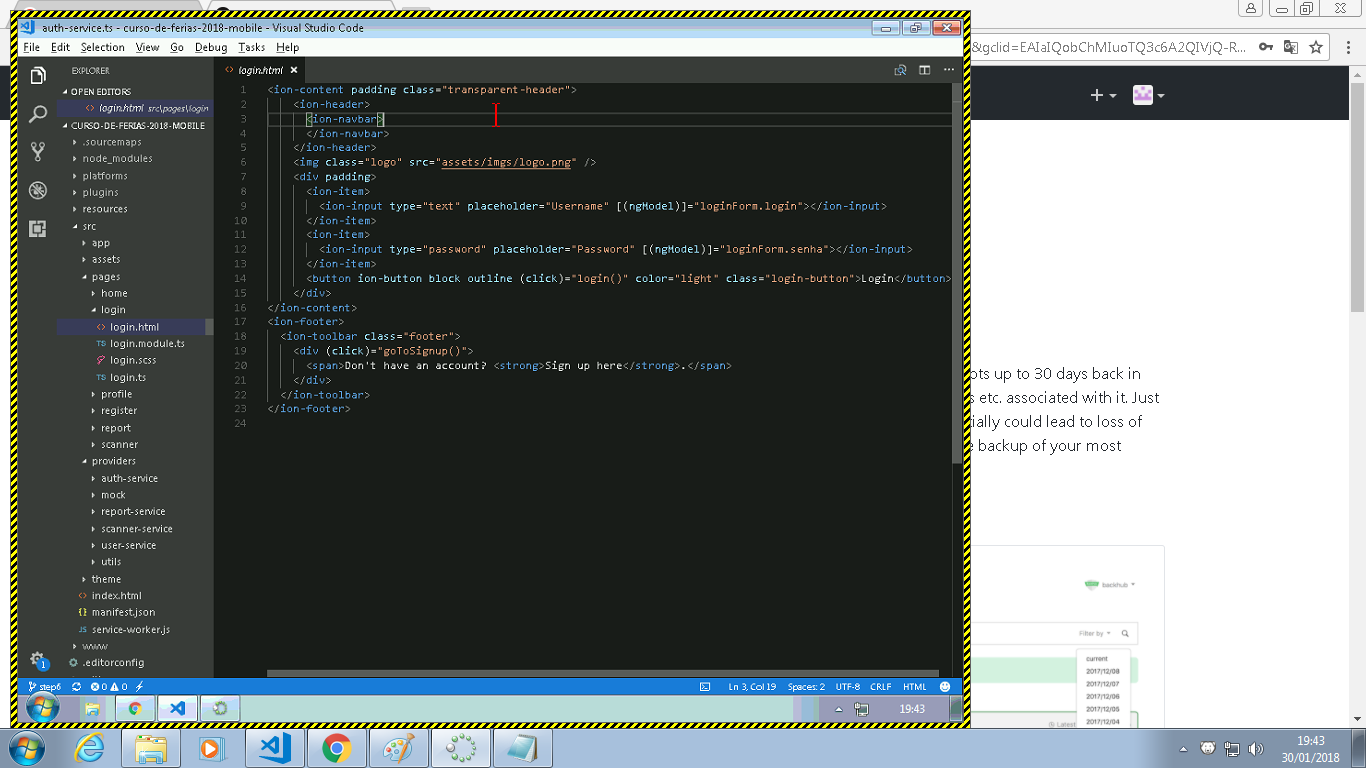 auth-service.ts - curso-de-ferias-2018-mobile - Visual Studio Code
File Edit Selection View Go Debug Tasks Help
EXPLORER
OPEN EDITORS
login.html src\pages\login
CURSO-DE-FERIAS-2018-MOBILE
.sourcemaps
node_modules
platforms
plugins
resources
src
app
assets
pages
home
login
login.html
login.module.ts
login.scss
login.ts
profile
register
report
scanner
providers
auth-service
mock
report-service
scanner-service
user-service
utils
theme
index.html
manifest.json
service-worker.js
www
.editorconfig
login.html
1 <ion-content padding class="transparent-header">
2 <ion-header>
3 <ion-navbar>
4 </ion-navbar>
5 </ion-header>
6 <img class="logo" src="assets/imgs/logo.png" />
7 <div padding>
8 <ion-item>
9 <ion-input type="text" placeholder="Username" [(ngModel)]="loginForm.login"></ion-input>
10 </ion-item>
11 <ion-item>
12 <ion-input type="password" placeholder="Password" [(ngModel)]="loginForm.senha"></ion-input>
13 </ion-item>
14 <button ion-button block outline (click)="login()" color="light" class="login-button">Login</button>
15 </div>
16 </ion-content>
17 <ion-footer>
18 <ion-toolbar class="footer">
19 <div (click)="goToSignup()">
20 <span>Don't have an account? <strong>Sign up here</strong>.</span>
21 </div>
22 </ion-toolbar>
23 </ion-footer>
24
1
step6 0 0 Ln 3, Col 19 Spaces: 2 UTF-8 CRLF HTML
19:43
&gclid=EAIaIQobChMIuoTQ3c6A2QIVjQ-R...
ots up to 30 days back in
s etc. associated with it. Just
ially could lead to loss of
e backup of your most
backhub
Filter by
current
2017/12/08
2017/12/07
2017/12/06
2017/12/05
Latest 2017/12/04
19:43
30/01/2018